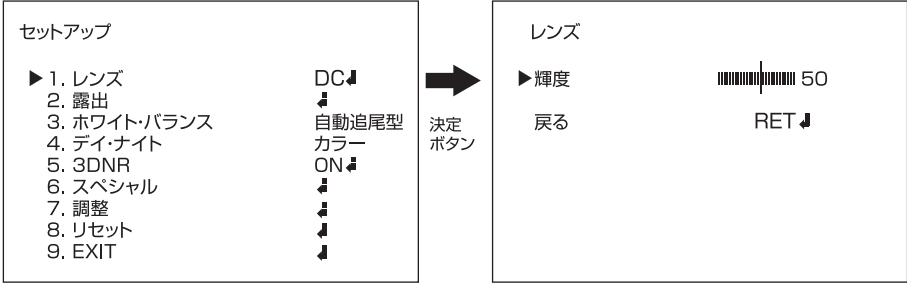 セットアップ
▶1. レンズ DC↲
2. 露出 ↲
3. ホワイト・バランス 自動追尾型
4. デイ・ナイト カラー
5. 3DNR ON↲
6. スペシャル ↲
7. 調整 ↲
8. リセット ↲
9. EXIT ↲
決定
ボタン
レンズ
▶輝度 50
戻る RET↲